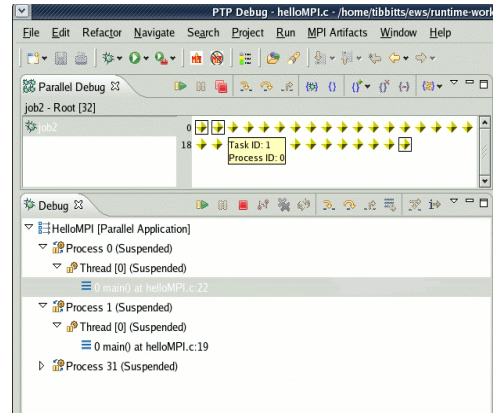 PTP Debug - helloMPI.c - /home/tibbitts/ews/runtime-work
File Edit Refactor Navigate Search Project Run MPI Artifacts Window Help
Parallel Debug
job2 - Root [32]
job2
0
18
Task ID: 1
Process ID: 0
Debug
HelloMPI [Parallel Application]
Process 0 (Suspended)
Thread [0] (Suspended)
0 main() at helloMPI.c:22
Process 1 (Suspended)
Thread [0] (Suspended)
0 main() at helloMPI.c:19
Process 31 (Suspended)